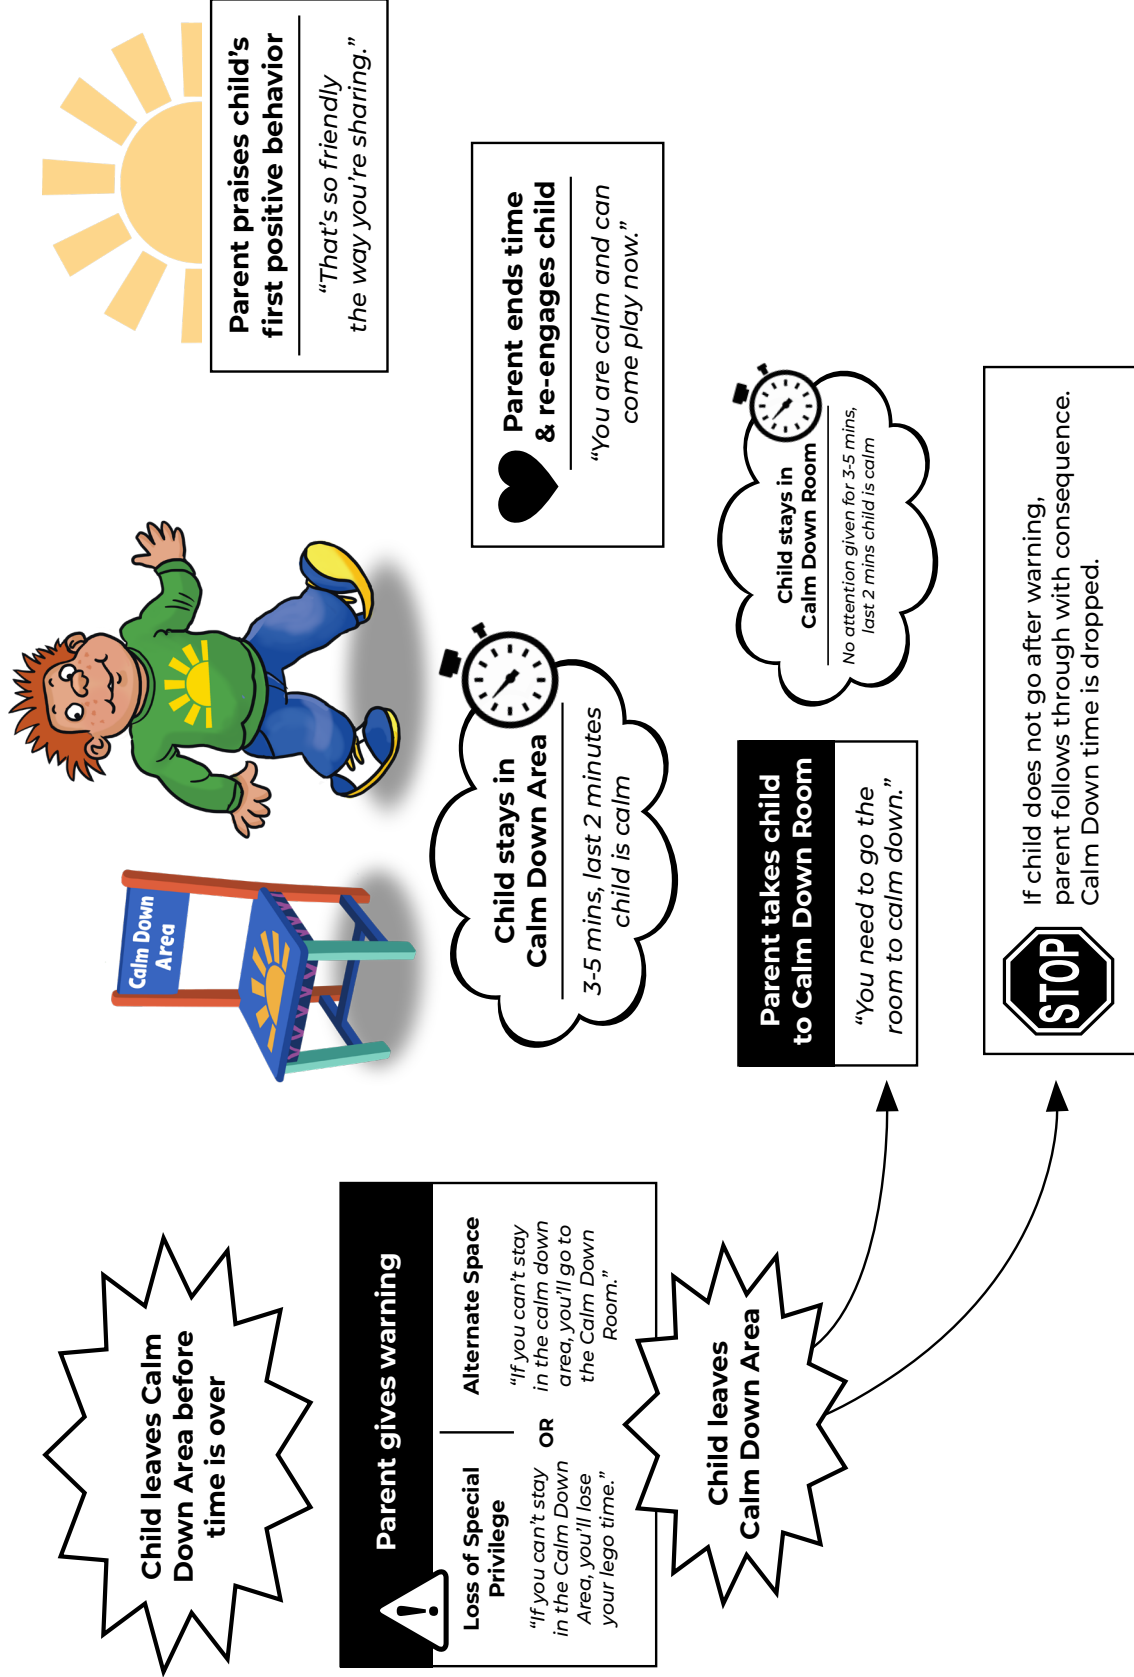 Child leaves Calm
Down Area before
time is over
Parent gives warning
Loss of Special
Privilege
“If you can’t stay
in the Calm Down
Area, you’ll lose
your lego time.”
OR
Alternate Space
“If you can’t stay
in the calm down
area, you’ll go to
the Calm Down
Room.”
Child leaves
Calm Down Area
Calm Down
Area
Child stays in
Calm Down Area
3-5 mins, last 2 minutes
child is calm
Parent takes child
to Calm Down Room
“You need to go the
room to calm down.”
STOP
If child does not go after warning,
parent follows through with consequence.
Calm Down time is dropped.
Child stays in
Calm Down Room
No attention given for 3-5 mins,
last 2 mins child is calm
Parent ends time
& re-engages child
“You are calm and can
come play now.”
Parent praises child’s
first positive behavior
“That’s so friendly
the way you’re sharing.”